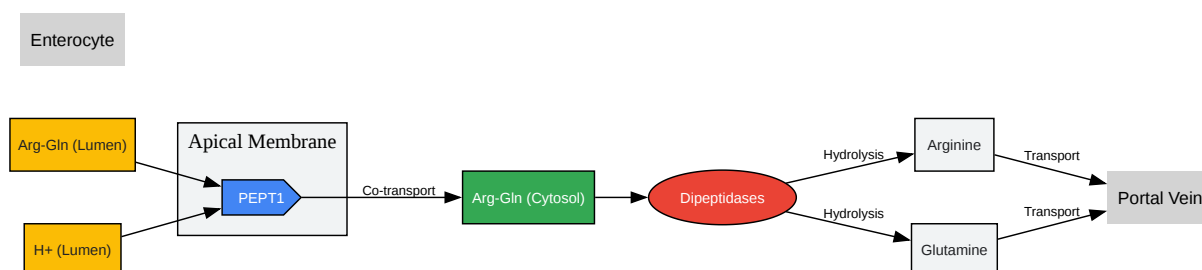 Enterocyte
Arg-Gln (Lumen)
H+ (Lumen)
Apical Membrane
PEPT1
Co-transport
Arg-Gln (Cytosol)
Dipeptidases
Hydrolysis
Hydrolysis
Arginine
Glutamine
Transport
Transport
Portal Vein